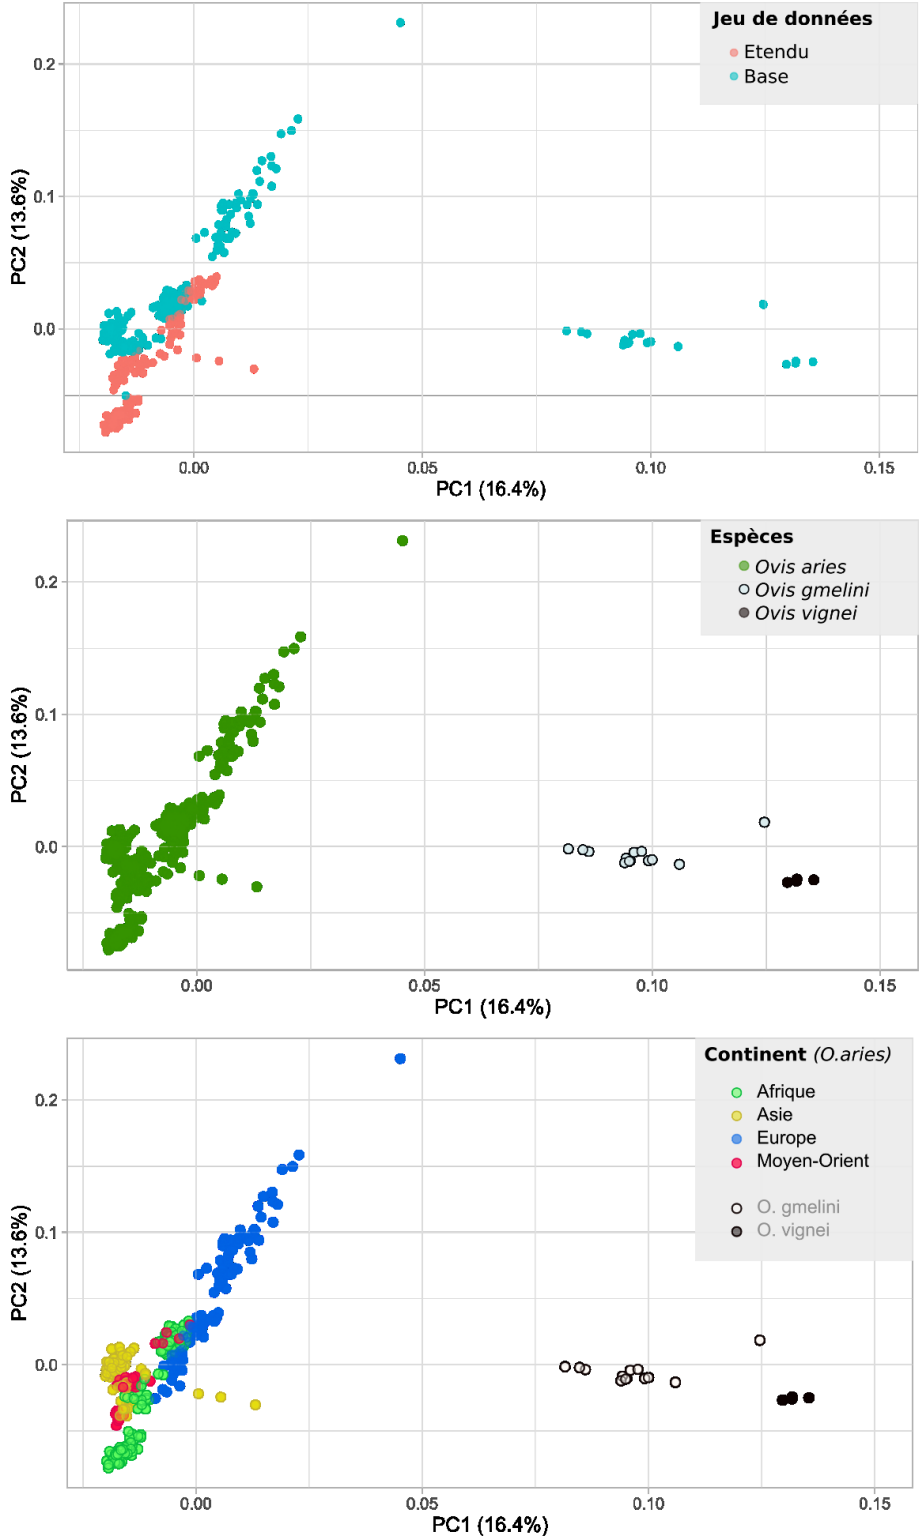 Jeu de données
Etendu
Base
0.2
0.1
0.0
PC2 (13.6%)
0.00 0.05 0.10 0.15
PC1 (16.4%)
Espèces
Ovis aries
Ovis gmelini
Ovis vignei
0.2
0.1
0.0
PC2 (13.6%)
0.00 0.05 0.10 0.15
PC1 (16.4%)
Continent (O.aries)
Afrique
Asie
Europe
Moyen-Orient
O. gmelini
O. vignei
0.2
0.1
0.0
PC2 (13.6%)
0.00 0.05 0.10 0.15
PC1 (16.4%)